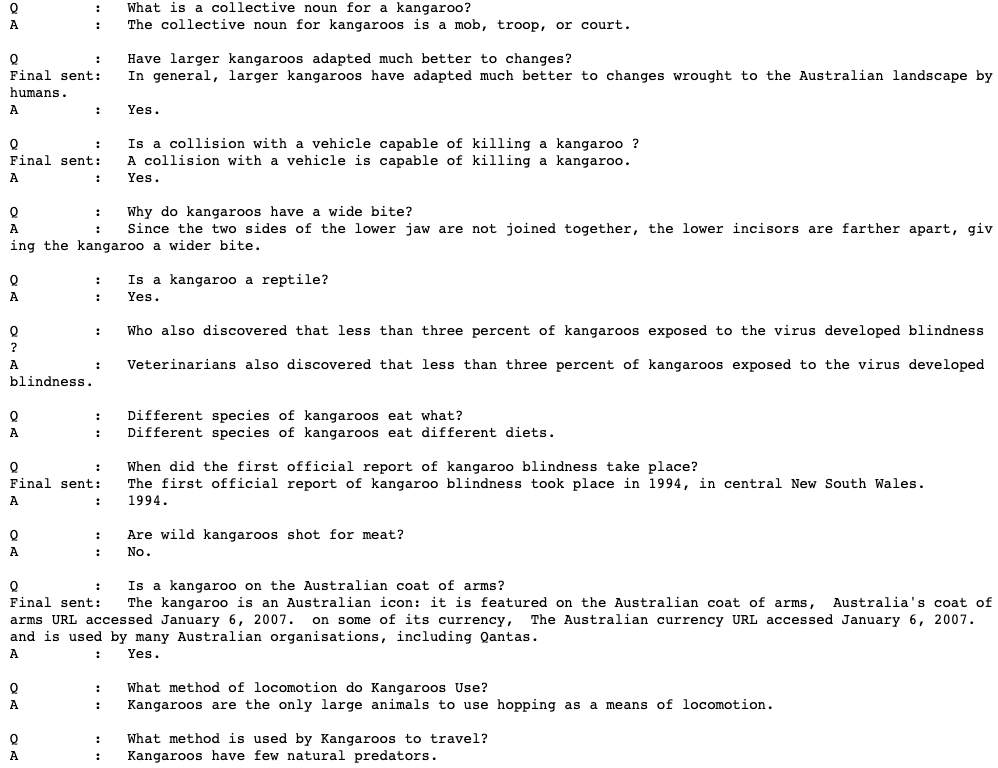 Q         :   What is a collective noun for a kangaroo?
A         :   The collective noun for kangaroos is a mob, troop, or court.
Q         :   Have larger kangaroos adapted much better to changes?
Final sent:   In general, larger kangaroos have adapted much better to changes wrought to the Australian landscape by
humans.
A         :   Yes.
Q         :   Is a collision with a vehicle capable of killing a kangaroo ?
Final sent:   A collision with a vehicle is capable of killing a kangaroo.
A         :   Yes.
Q         :   Why do kangaroos have a wide bite?
A         :   Since the two sides of the lower jaw are not joined together, the lower incisors are farther apart, giv
ing the kangaroo a wider bite.
Q         :   Is a kangaroo a reptile?
A         :   Yes.
Q         :   Who also discovered that less than three percent of kangaroos exposed to the virus developed blindness
?
A         :   Veterinarians also discovered that less than three percent of kangaroos exposed to the virus developed
blindness.
Q         :   Different species of kangaroos eat what?
A         :   Different species of kangaroos eat different diets.
Q         :   When did the first official report of kangaroo blindness take place?
Final sent:   The first official report of kangaroo blindness took place in 1994, in central New South Wales.
A         :   1994.
Q         :   Are wild kangaroos shot for meat?
A         :   No.
Q         :   Is a kangaroo on the Australian coat of arms?
Final sent:   The kangaroo is an Australian icon: it is featured on the Australian coat of arms,  Australia's coat of
arms URL accessed January 6, 2007.  on some of its currency,  The Australian currency URL accessed January 6, 2007.
and is used by many Australian organisations, including Qantas.
A         :   Yes.
Q         :   What method of locomotion do Kangaroos Use?
A         :   Kangaroos are the only large animals to use hopping as a means of locomotion.
Q         :   What method is used by Kangaroos to travel?
A         :   Kangaroos have few natural predators.